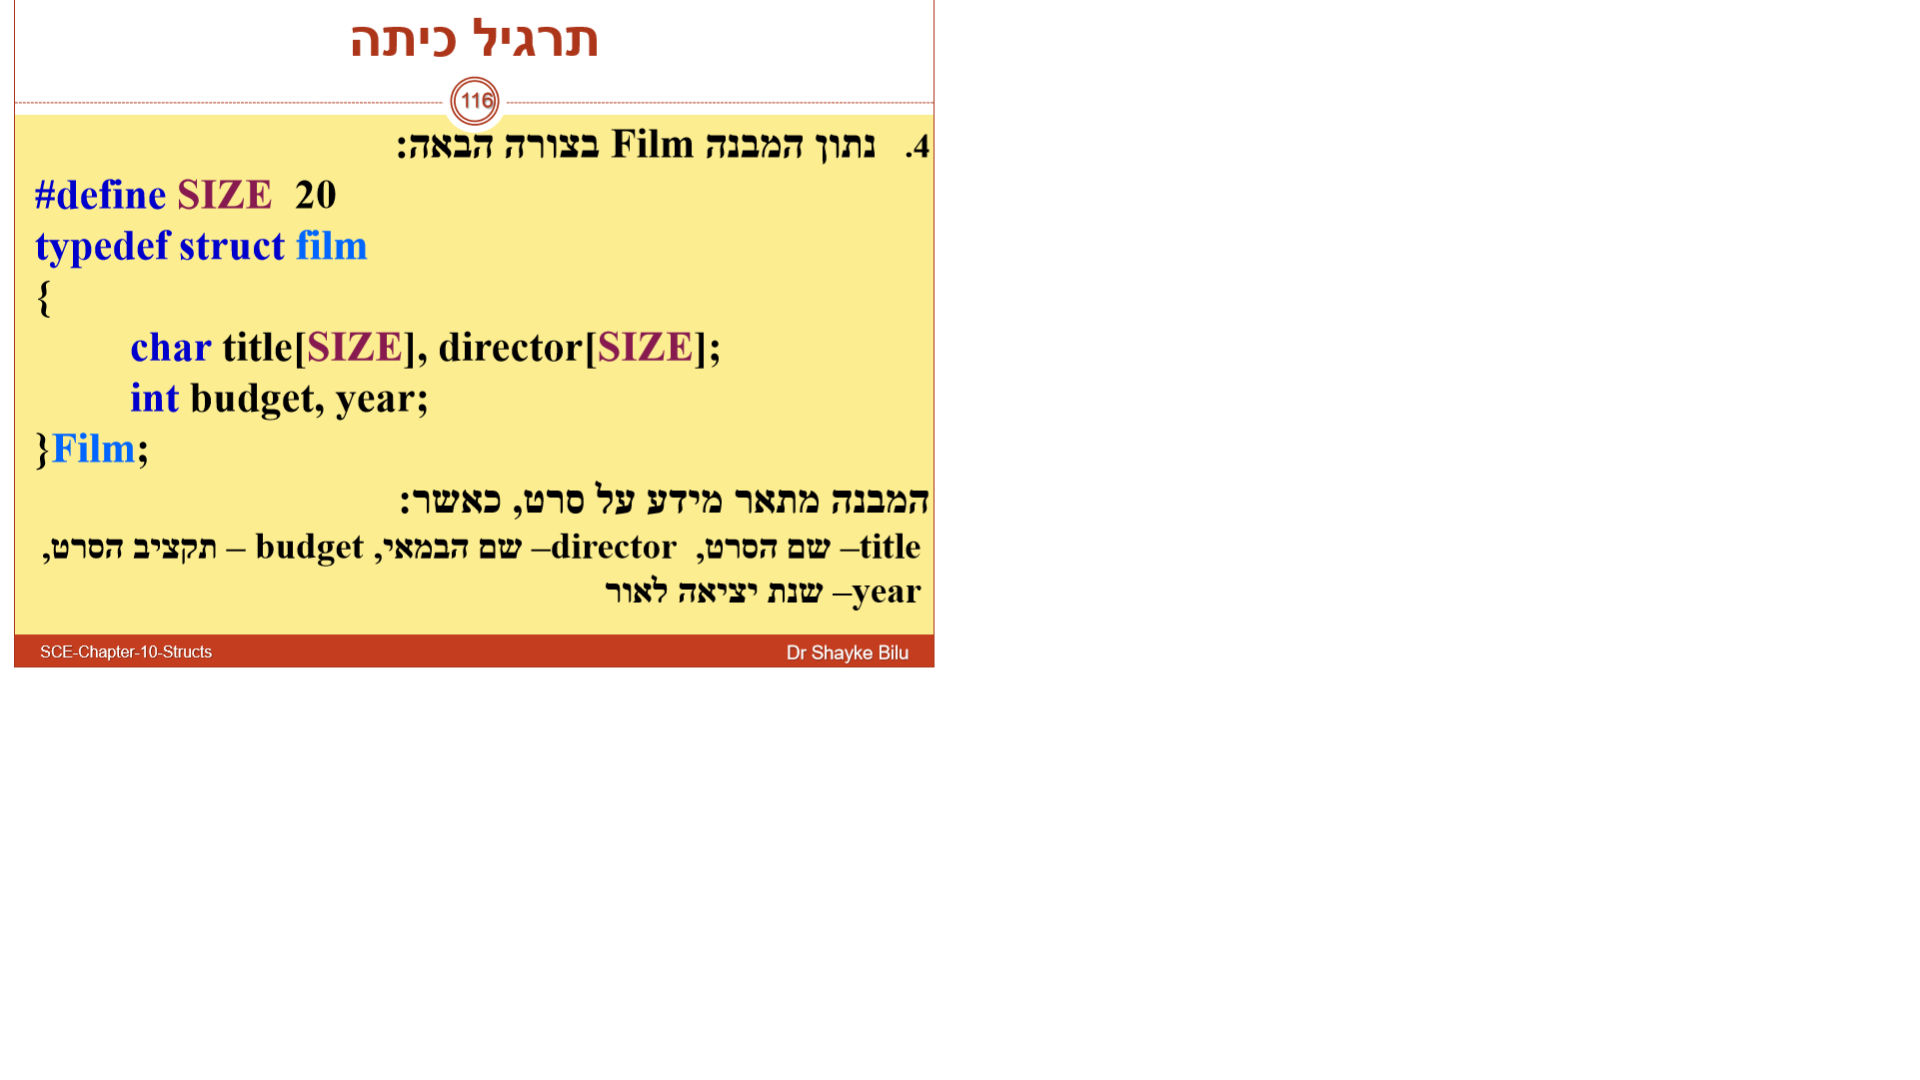 תרגיל כיתה
116
4. נתון המבנה Film בצורה הבאה:
#define SIZE 20
typedef struct film
{
char title[SIZE], director[SIZE];
int budget, year;
}Film;
המבנה מתאר מידע על סרט, כאשר:
title– שם הסרט, director– שם הבמאי, budget – תקציב הסרט,
year– שנת יציאה לאור
SCE-Chapter-10-Structs
Dr Shayke Bilu